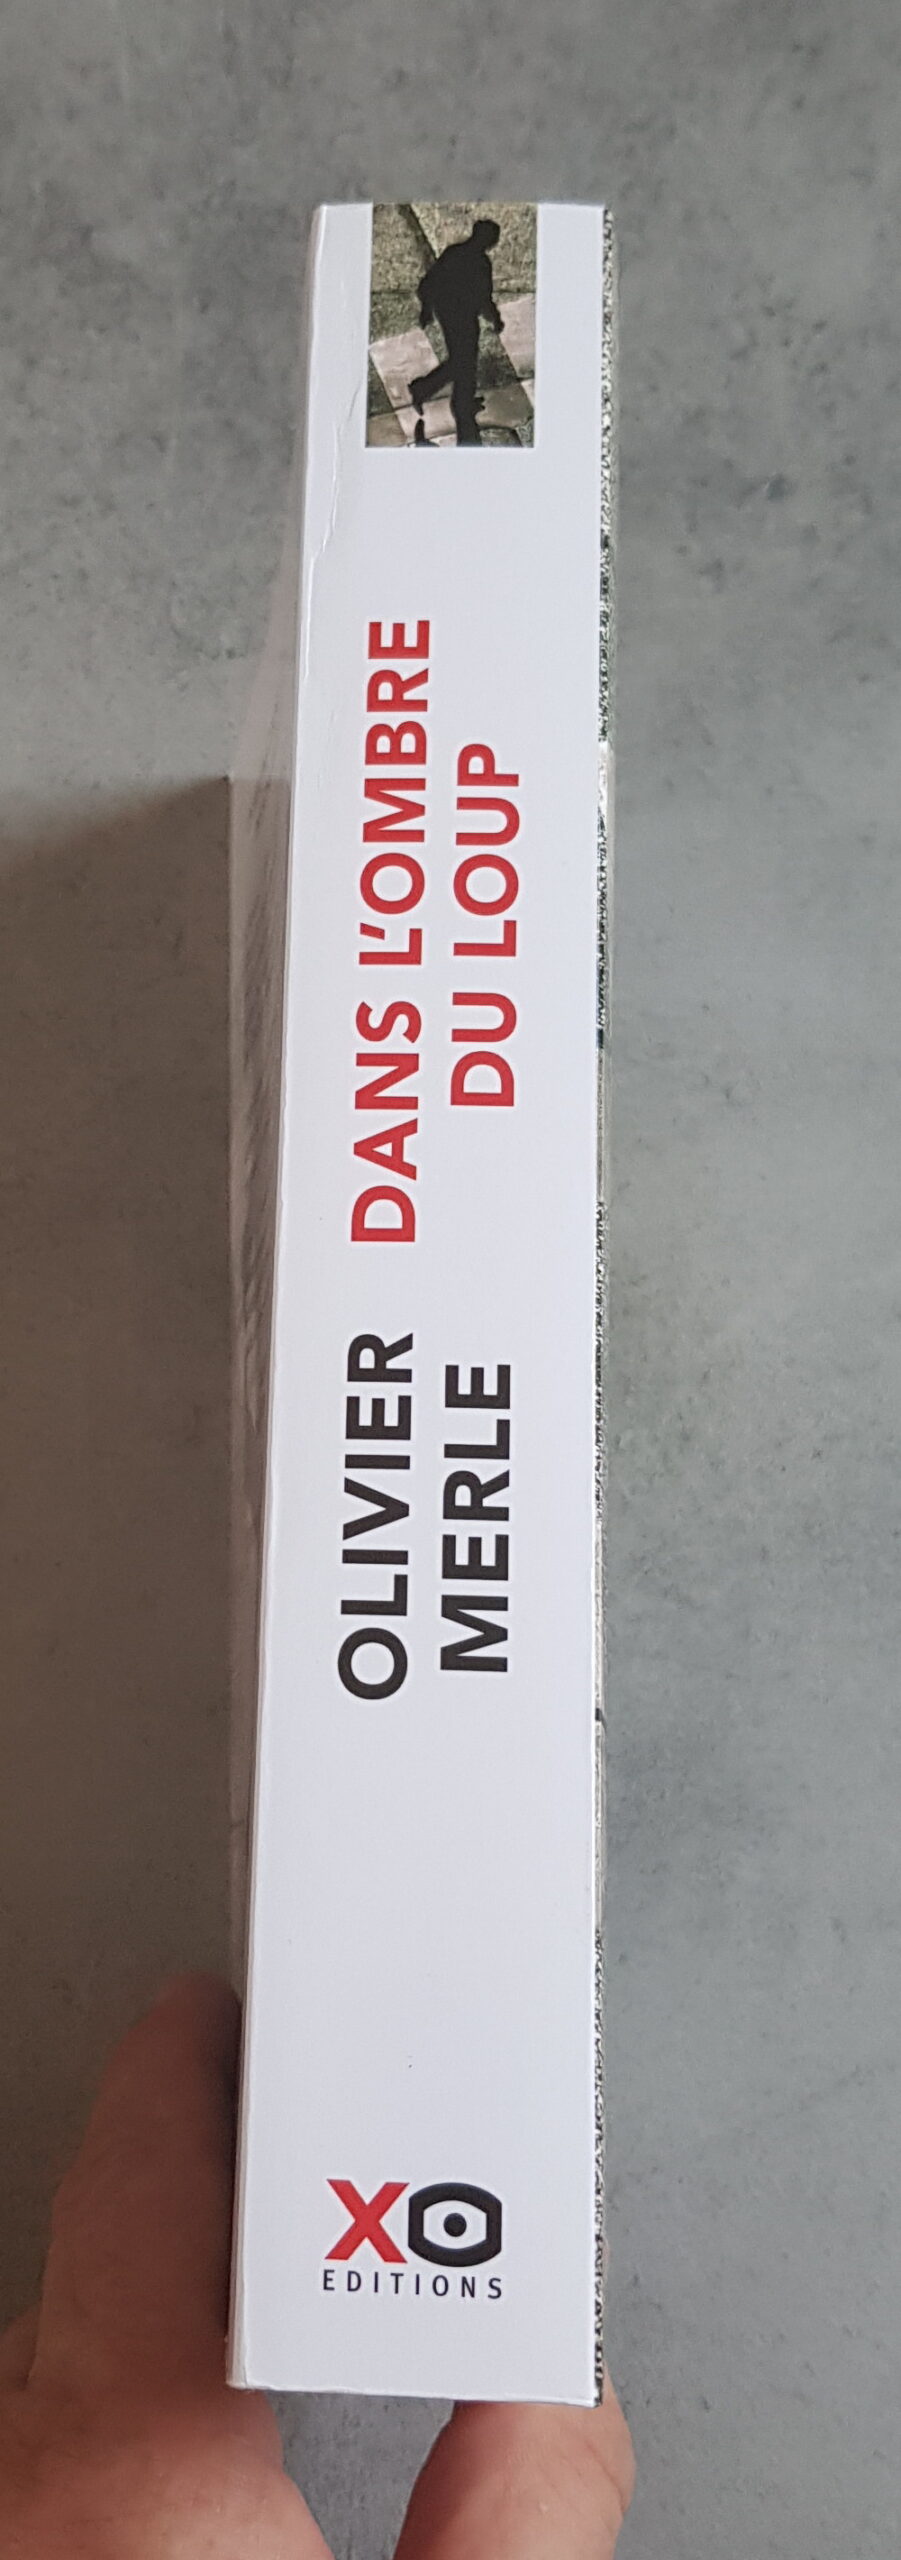 OLIVIER
MERLE
DANS L'OMBRE
DU LOUP
XO
EDITIONS